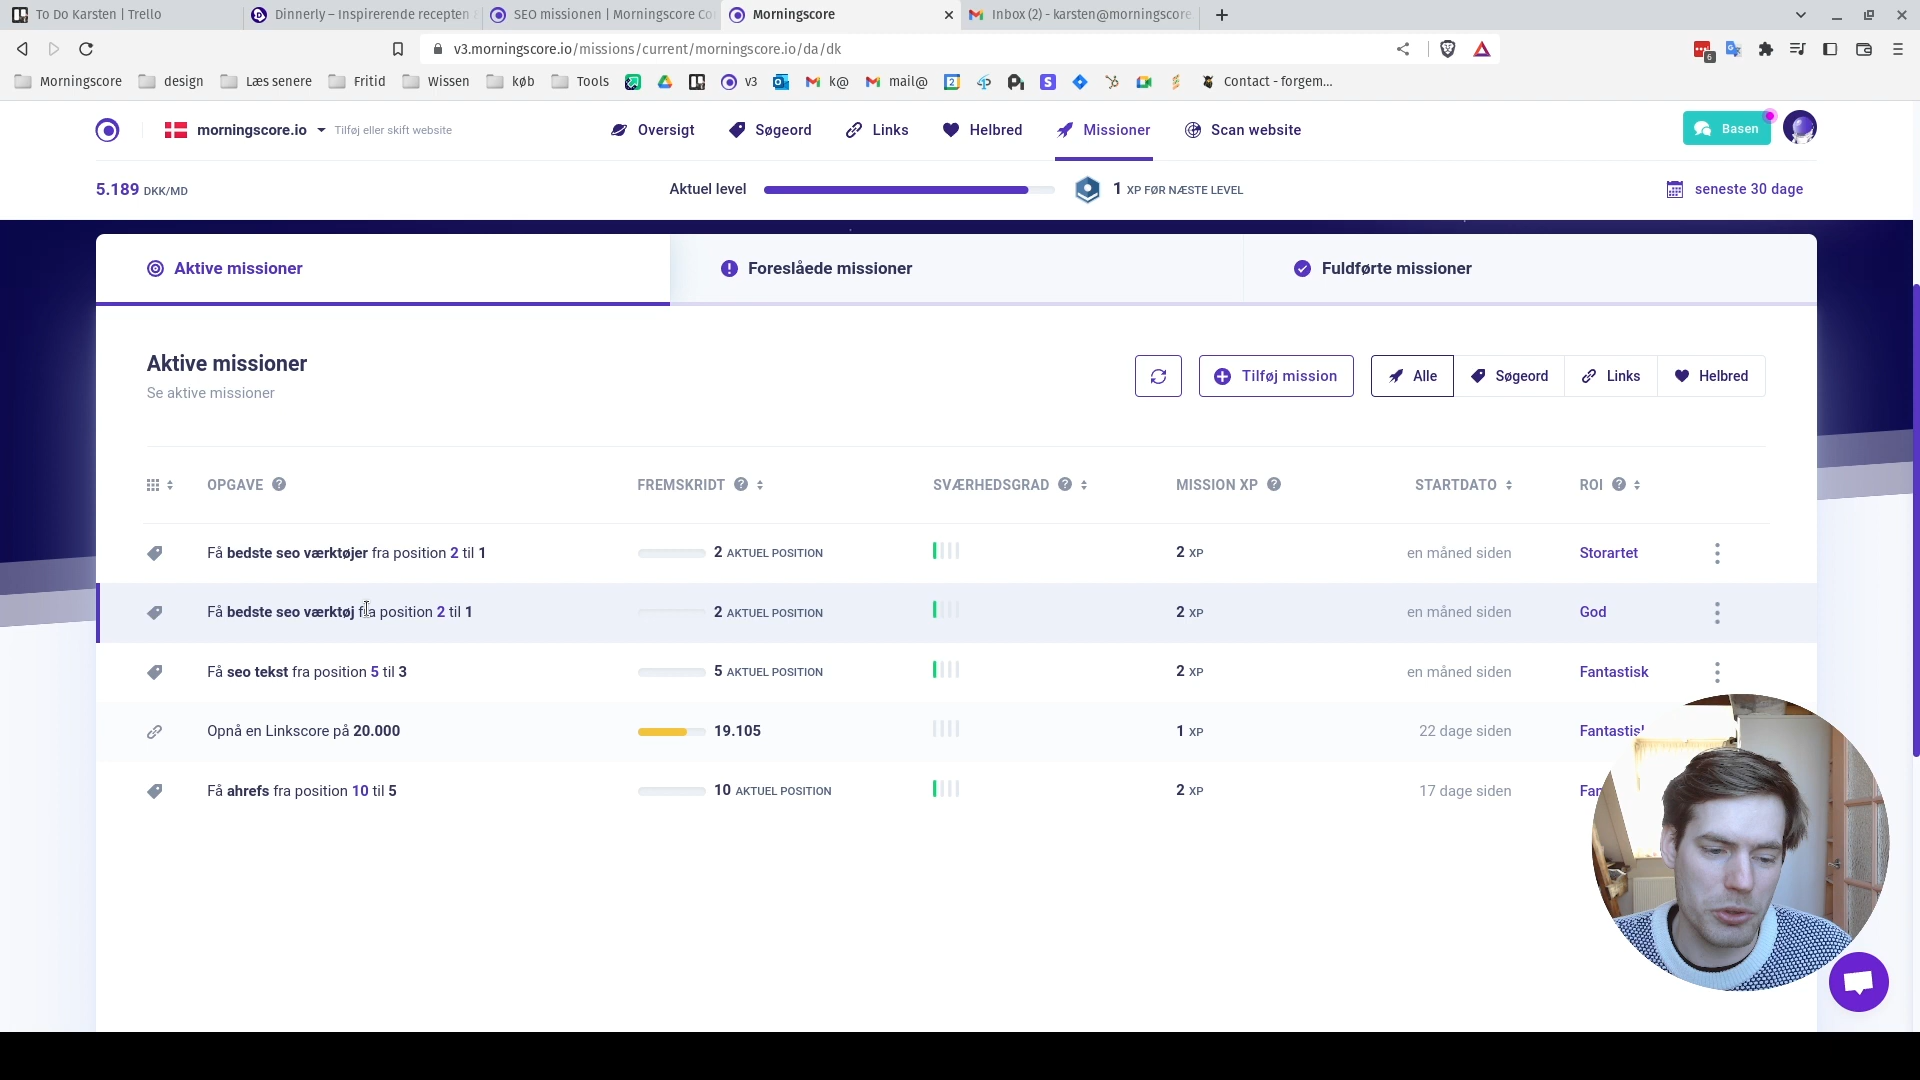 To Do Karsten | Trello
Dinnerly – Inspirerende recepten
SEO missionen | Morningscore Co
Morningscore
Inbox (2) - karsten@morningscore
v3.morningscore.io/missions/current/morningscore.io/da/dk
6
Morningscore
design
Læs senere
Fritid
Wissen
køb
Tools
v3
k@
mail@
Contact - forgem...
morningscore.io
Tilføj eller skift website
Oversigt
Søgeord
Links
Helbred
Missioner
Scan website
Basen
5.189 DKK/MD
Aktuel level
1 XP FØR NÆSTE LEVEL
seneste 30 dage
Aktive missioner
Foreslåede missioner
Fuldførte missioner
Aktive missioner
Se aktive missioner
Tilføj mission
Alle
Søgeord
Links
Helbred
OPGAVE
FREMSKRIDT
SVÆRHEDSGRAD
MISSION XP
STARTDATO
ROI
Få bedste seo værktøjer fra position 2 til 1
2 AKTUEL POSITION
2 XP
en måned siden
Storartet
Få bedste seo værktøj fra position 2 til 1
2 AKTUEL POSITION
2 XP
en måned siden
God
Få seo tekst fra position 5 til 3
5 AKTUEL POSITION
2 XP
en måned siden
Fantastisk
Opnå en Linkscore på 20.000
19.105
1 XP
22 dage siden
Fantastisk
Få ahrefs fra position 10 til 5
10 AKTUEL POSITION
2 XP
17 dage siden